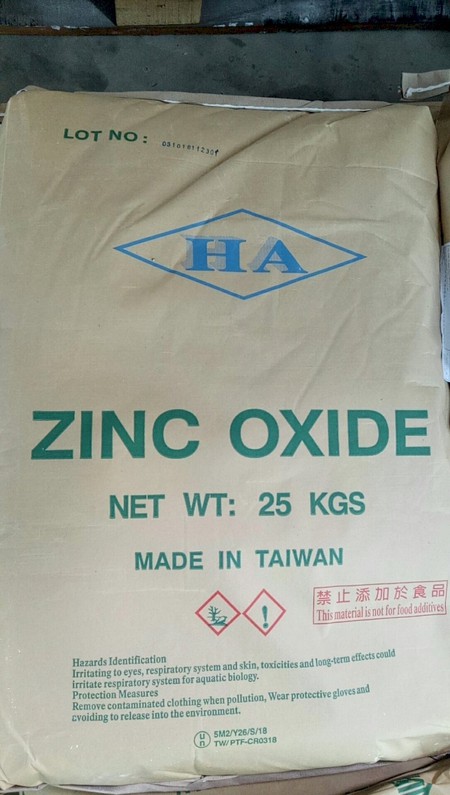 LOT NO:
HA
ZINC OXIDE
NET WT: 25 KGS
MADE IN TAIWAN
禁止添加於食品
This material is not for food additives
Hazards Identification
Irritating to eyes, respiratory system and skin, toxicities and long-term effects could
irritate respiratory system for aquatic biology.
Protection Measures
Remove contaminated clothing when pollution, Wear protective gloves and
cvoiding to release into the environment.
u n 5M2/Y26/S/18
TW/PTF-CR0318